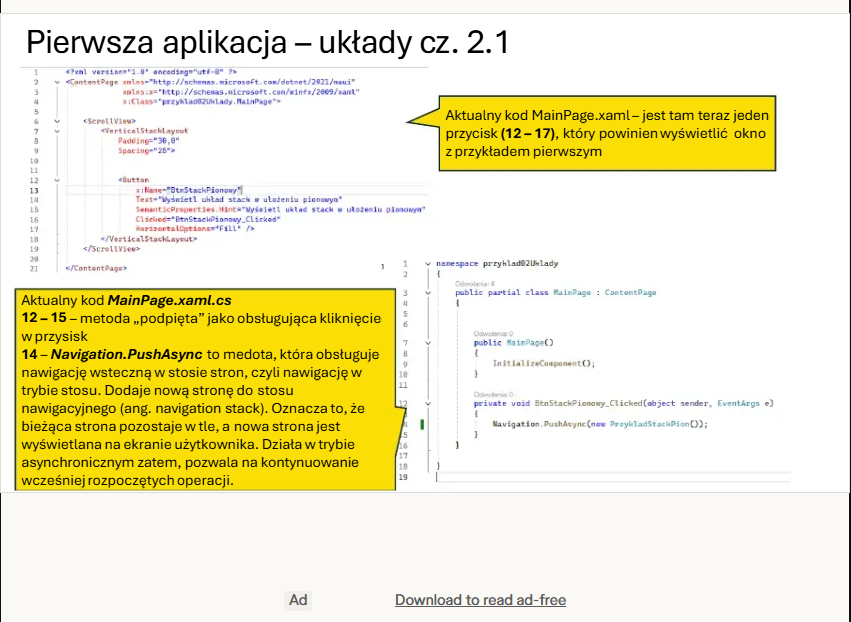 Pierwsza aplikacja – układy cz. 2.1
1 <?xml version="1.0" encoding="utf-8" ?>
2 <ContentPage xmlns="http://schemas.microsoft.com/dotnet/2021/maui"
3 xmlns:x="http://schemas.microsoft.com/winfx/2009/xaml"
4 x:Class="przyklad02Uklady.MainPage">
5
6 <ScrollView>
7 <VerticalStackLayout
8 Padding="30,0"
9 Spacing="25">
10
11
12 <Button
13 x:Name="BtnStackPionowy"
14 Text="Wyświetl układ stack w ułożeniu pionowym"
15 SemanticProperties.Hint="Wyświetl układ stack w ułożeniu pionowym"
16 Clicked="BtnStackPionowy_Clicked"
17 HorizontalOptions="Fill" />
18 </VerticalStackLayout>
19 </ScrollView>
20
21 </ContentPage>
Aktualny kod MainPage.xaml – jest tam teraz jeden
przycisk (12 – 17), który powinien wyświetlić okno
z przykładem pierwszym
1
Aktualny kod MainPage.xaml.cs
12 – 15 – metoda „podpięta” jako obsługująca kliknięcie
w przysisk
14 – Navigation.PushAsync to medota, która obsługuje
nawigację wsteczną w stosie stron, czyli nawigację w
trybie stosu. Dodaje nową stronę do stosu
nawigacyjnego (ang. navigation stack). Oznacza to, że
bieżąca strona pozostaje w tle, a nowa strona jest
wyświetlana na ekranie użytkownika. Działa w trybie
asynchronicznym zatem, pozwala na kontynuowanie
wcześniej rozpoczętych operacji.
1 namespace przyklad02Uklady
2 {
Odwołania: 4
3 public partial class MainPage : ContentPage
4 {
5
6
Odwołania: 0
7 public MainPage()
8 {
9 InitializeComponent();
10 }
11
Odwołania: 0
12 private void BtnStackPionowy_Clicked(object sender, EventArgs e)
{
Navigation.PushAsync(new PrzykladStackPion());
15 }
16 }
17
18 }
19
Ad
Download to read ad-free